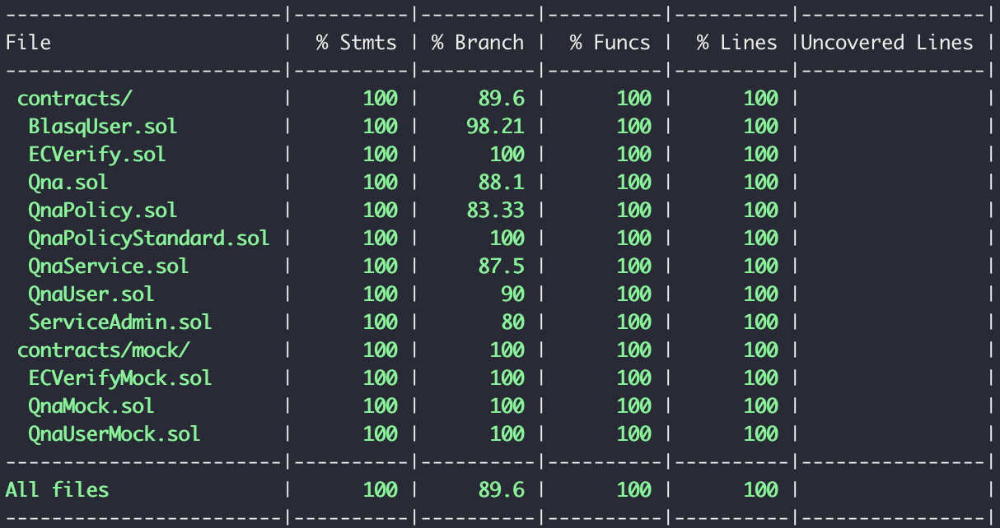 ------------------------|----------|----------|----------|----------|----------------|
File                    |  % Stmts | % Branch |  % Funcs |  % Lines |Uncovered Lines |
------------------------|----------|----------|----------|----------|----------------|
 contracts/             |      100 |     89.6 |      100 |      100 |                |
  BlasqUser.sol         |      100 |    98.21 |      100 |      100 |                |
  ECVerify.sol          |      100 |      100 |      100 |      100 |                |
  Qna.sol               |      100 |     88.1 |      100 |      100 |                |
  QnaPolicy.sol         |      100 |    83.33 |      100 |      100 |                |
  QnaPolicyStandard.sol |      100 |      100 |      100 |      100 |                |
  QnaService.sol        |      100 |     87.5 |      100 |      100 |                |
  QnaUser.sol           |      100 |       90 |      100 |      100 |                |
  ServiceAdmin.sol      |      100 |       80 |      100 |      100 |                |
 contracts/mock/        |      100 |      100 |      100 |      100 |                |
  ECVerifyMock.sol      |      100 |      100 |      100 |      100 |                |
  QnaMock.sol           |      100 |      100 |      100 |      100 |                |
  QnaUserMock.sol       |      100 |      100 |      100 |      100 |                |
------------------------|----------|----------|----------|----------|----------------|
All files               |      100 |     89.6 |      100 |      100 |                |
------------------------|----------|----------|----------|----------|----------------|